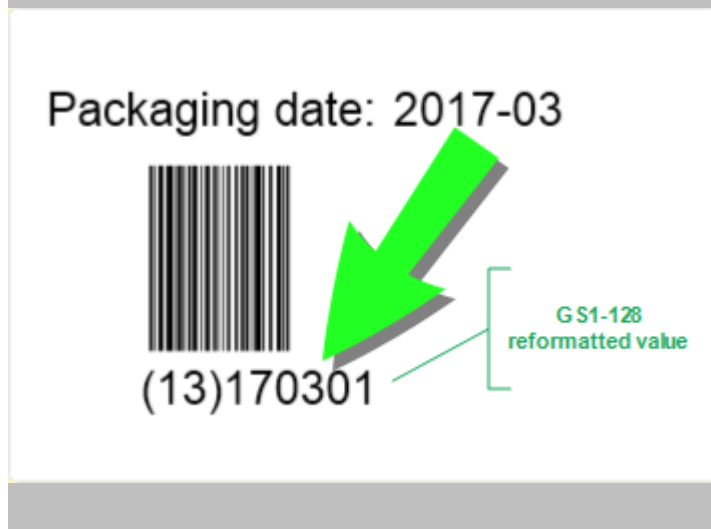 Packaging date: 2017-03
(13)170301
GS1-128
reformatted value